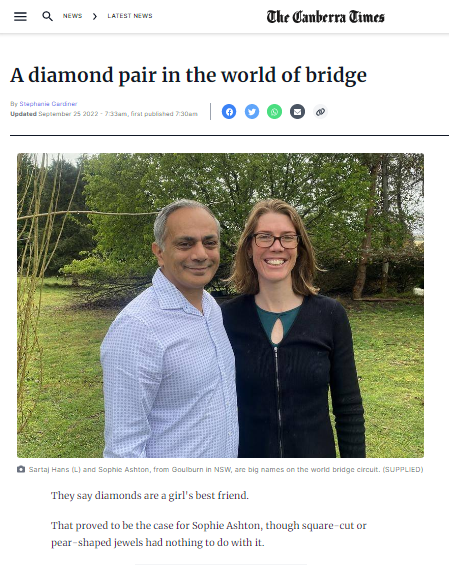 NEWS > LATEST NEWS
The Canberra Times
A diamond pair in the world of bridge
By Stephanie Gardiner
Updated September 25 2022 - 7:33am, first published 7:30am
Sartaj Hans (L) and Sophie Ashton, from Goulburn in NSW, are big names on the world bridge circuit. (SUPPLIED)
They say diamonds are a girl's best friend.
That proved to be the case for Sophie Ashton, though square-cut or
pear-shaped jewels had nothing to do with it.